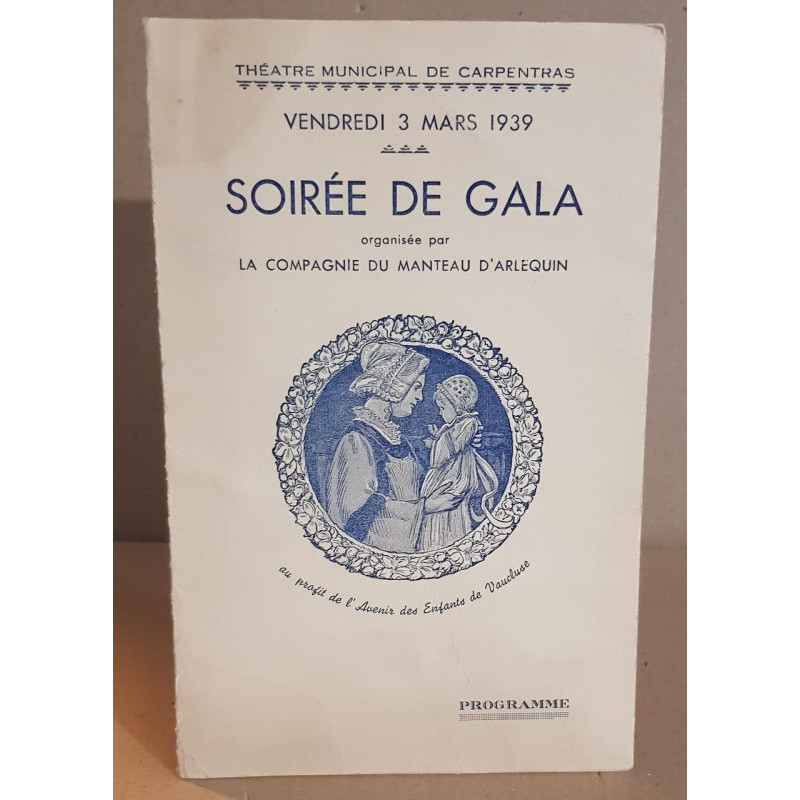 THÉATRE MUNICIPAL DE CARPENTRAS
VENDREDI 3 MARS 1939
SOIRÉE DE GALA
organisée par
LA COMPAGNIE DU MANTEAU D'ARLEQUIN
au profit de l'Avenir des Enfants de Vaucluse
PROGRAMME